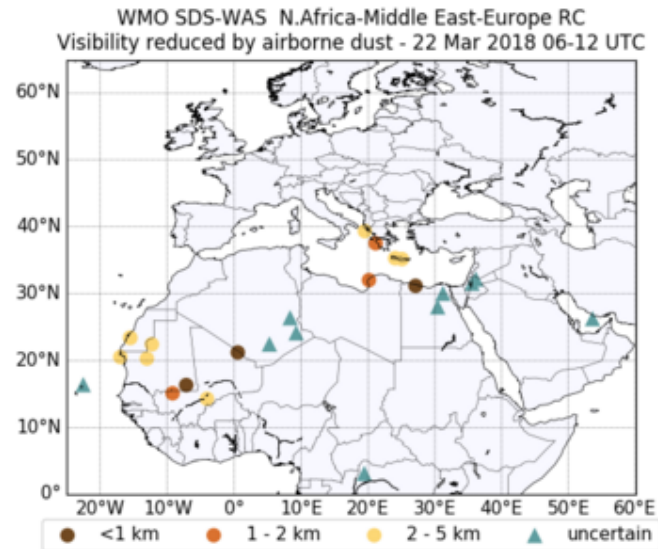 WMO SDS-WAS  N.Africa-Middle East-Europe RC
Visibility reduced by airborne dust - 22 Mar 2018 06-12 UTC
60°N
50°N
40°N
30°N
20°N
10°N
0°
20°W 10°W 0° 10°E 20°E 30°E 40°E 50°E 60°E
<1 km 1 - 2 km 2 - 5 km uncertain